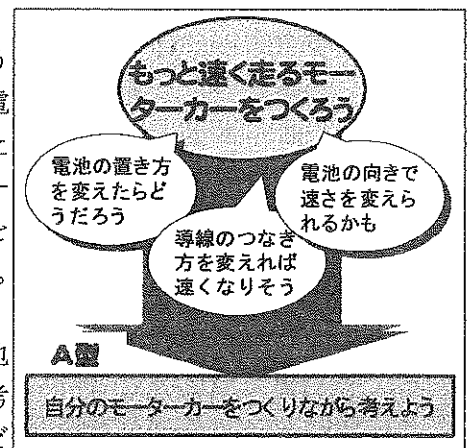 もっと速く走るモー
ターカーをつくろう
電池の置き方
を変えたらど
うだろう
導線のつなぎ
方を変えれば
速くなりそう
電池の向きで
速さを変えら
れるかも
A型
自分のモーターカーをつくりながら考えよう